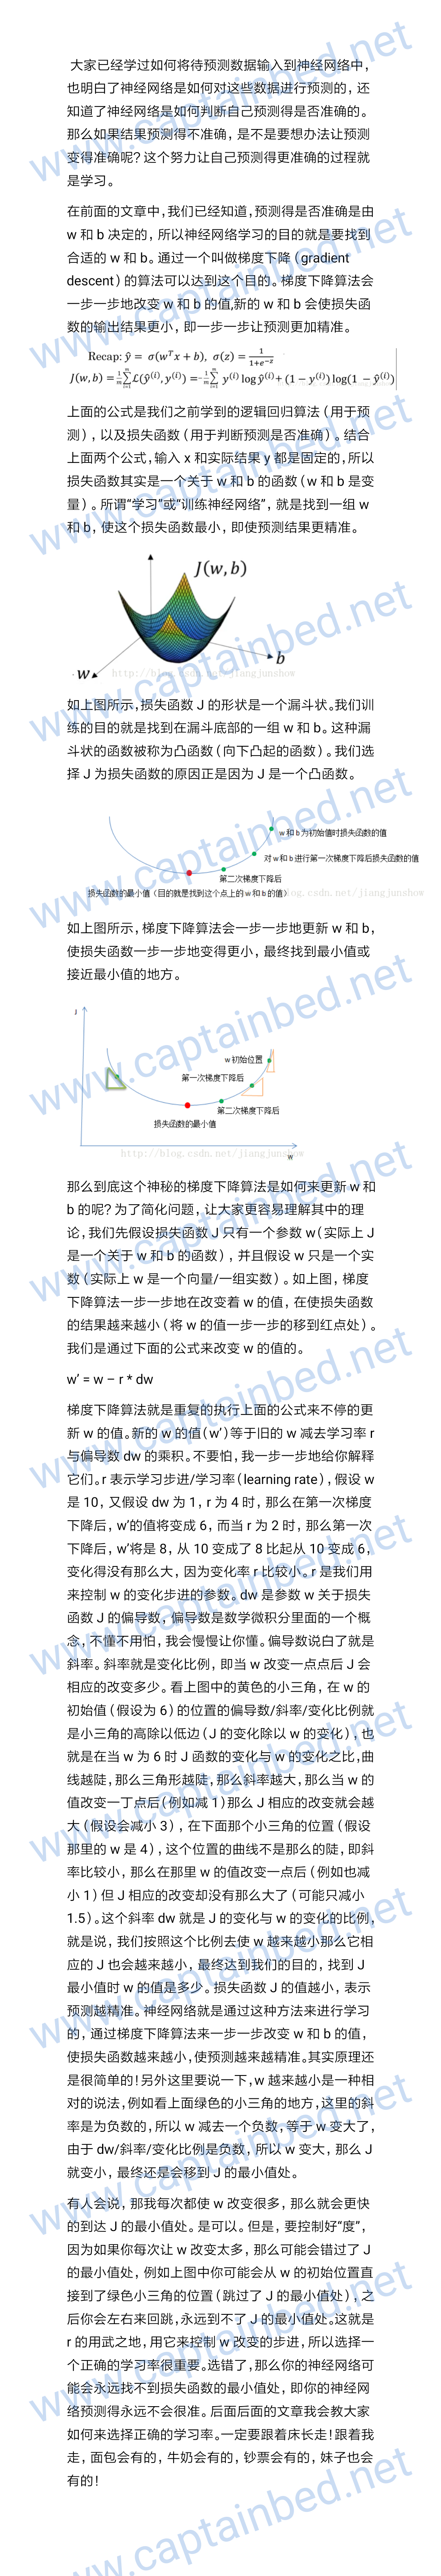 大家已经学过如何将待预测数据输入到神经网络中，
也明白了神经网络是如何对这些数据进行预测的，还
知道了神经网络是如何判断自己预测得是否准确的。
那么如果结果预测得不准确，是不是要想办法让预测
变得准确呢？这个努力让自己预测得更准确的过程就
是学习。
在前面的文章中，我们已经知道，预测得是否准确是由
w 和 b 决定的，所以神经网络学习的目的就是要找到
合适的 w 和 b。通过一个叫做梯度下降（gradient
descent）的算法可以达到这个目的。梯度下降算法会
一步一步地改变 w 和 b 的值,新的 w 和 b 会使损失函
数的输出结果更小，即一步一步让预测更加精准。
Recap: ŷ = σ(wᵀx + b), σ(z) = 1/(1+e⁻ᶻ)
J(w, b) = 1/m ∑ᵢ₌₁ᵐ ℒ(ŷ⁽ⁱ⁾, y⁽ⁱ⁾) = −1/m ∑ᵢ₌₁ᵐ y⁽ⁱ⁾ log ŷ⁽ⁱ⁾ + (1 − y⁽ⁱ⁾) log(1 − ŷ⁽ⁱ⁾)
上面的公式是我们之前学到的逻辑回归算法（用于预
测），以及损失函数（用于判断预测是否准确）。结合
上面两个公式，输入 x 和实际结果 y 都是固定的，所以
损失函数其实是一个关于 w 和 b 的函数（w 和 b 是变
量）。所谓“学习”或“训练神经网络”，就是找到一组 w
和 b，使这个损失函数最小，即使预测结果更精准。
J(w, b)
b
w
http://blog.csdn.net/jiangjunshow
如上图所示，损失函数 J 的形状是一个漏斗状。我们训
练的目的就是找到在漏斗底部的一组 w 和 b。这种漏
斗状的函数被称为凸函数（向下凸起的函数）。我们选
择 J 为损失函数的原因正是因为 J 是一个凸函数。
w 和 b 为初始值时损失函数的值
对 w 和 b 进行第一次梯度下降后损失函数的值
第二次梯度下降后
损失函数的最小值（目的就是找到这个点上的 w 和 b 的值）
blog.csdn.net/jiangjunshow
如上图所示，梯度下降算法会一步一步地更新 w 和 b，
使损失函数一步一步地变得更小，最终找到最小值或
接近最小值的地方。
J
w 初始位置
第一次梯度下降后
第二次梯度下降后
损失函数的最小值
http://blog.csdn.net/jiangjunshow
w
那么到底这个神秘的梯度下降算法是如何来更新 w 和
b 的呢？为了简化问题，让大家更容易理解其中的理
论，我们先假设损失函数 J 只有一个参数 w（实际上 J
是一个关于 w 和 b 的函数），并且假设 w 只是一个实
数（实际上 w 是一个向量/一组实数）。如上图，梯度
下降算法一步一步地在改变着 w 的值，在使损失函数
的结果越来越小（将 w 的值一步一步的移到红点处）。
我们是通过下面的公式来改变 w 的值的。
w’ = w – r * dw
梯度下降算法就是重复的执行上面的公式来不停的更
新 w 的值。新的 w 的值（w’）等于旧的 w 减去学习率 r
与偏导数 dw 的乘积。不要怕，我一步一步地给你解释
它们。r 表示学习步进/学习率（learning rate），假设 w
是 10，又假设 dw 为 1，r 为 4 时，那么在第一次梯度
下降后，w’的值将变成 6，而当 r 为 2 时，那么第一次
下降后，w’将是 8，从 10 变成了 8 比起从 10 变成 6，
变化得没有那么大，因为变化率 r 比较小。r 是我们用
来控制 w 的变化步进的参数。dw 是参数 w 关于损失
函数 J 的偏导数，偏导数是数学微积分里面的一个概
念，不懂不用怕，我会慢慢让你懂。偏导数说白了就是
斜率。斜率就是变化比例，即当 w 改变一点点后 J 会
相应的改变多少。看上图中的黄色的小三角，在 w 的
初始值（假设为 6）的位置的偏导数/斜率/变化比例就
是小三角的高除以低边（J 的变化除以 w 的变化），也
就是在当 w 为 6 时 J 函数的变化与 w 的变化之比,曲
线越陡，那么三角形越陡，那么斜率越大，那么当 w 的
值改变一丁点后（例如减 1）那么 J 相应的改变就会越
大（假设会减小 3），在下面那个小三角的位置（假设
那里的 w 是 4），这个位置的曲线不是那么的陡，即斜
率比较小，那么在那里 w 的值改变一点后（例如也减
小 1）但 J 相应的改变却没有那么大了（可能只减小
1.5）。这个斜率 dw 就是 J 的变化与 w 的变化的比例，
就是说，我们按照这个比例去使 w 越来越小那么它相
应的 J 也会越来越小，最终达到我们的目的，找到 J
最小值时 w 的值是多少。损失函数 J 的值越小，表示
预测越精准。神经网络就是通过这种方法来进行学习
的，通过梯度下降算法来一步一步改变 w 和 b 的值，
使损失函数越来越小，使预测越来越精准。其实原理还
是很简单的！另外这里要说一下，w 越来越小是一种相
对的说法，例如看上面绿色的小三角的地方，这里的斜
率是为负数的，所以 w 减去一个负数，等于 w 变大了，
由于 dw/斜率/变化比例是负数，所以 w 变大，那么 J
就变小，最终还是会移到 J 的最小值处。
有人会说，那我每次都使 w 改变很多，那么就会更快
的到达 J 的最小值处。是可以。但是，要控制好“度”，
因为如果你每次让 w 改变太多，那么可能会错过了 J
的最小值处，例如上图中你可能会从 w 的初始位置直
接到了绿色小三角的位置（跳过了 J 的最小值处），之
后你会左右来回跳，永远到不了 J 的最小值处。这就是
r 的用武之地，用它来控制 w 改变的步进，所以选择一
个正确的学习率很重要。选错了，那么你的神经网络可
能会永远找不到损失函数的最小值处，即你的神经网
络预测得永远不会很准。后面后面的文章我会教大家
如何来选择正确的学习率。一定要跟着床长走！跟着我
走，面包会有的，牛奶会有的，钞票会有的，妹子也会
有的！
www.captainbed.net
www.captainbed.net
www.captainbed.net
www.captainbed.net
www.captainbed.net
www.captainbed.net
www.captainbed.net
www.captainbed.net
www.captainbed.net
www.captainbed.net
www.captainbed.net
www.captainbed.net
www.captainbed.net
www.captainbed.net